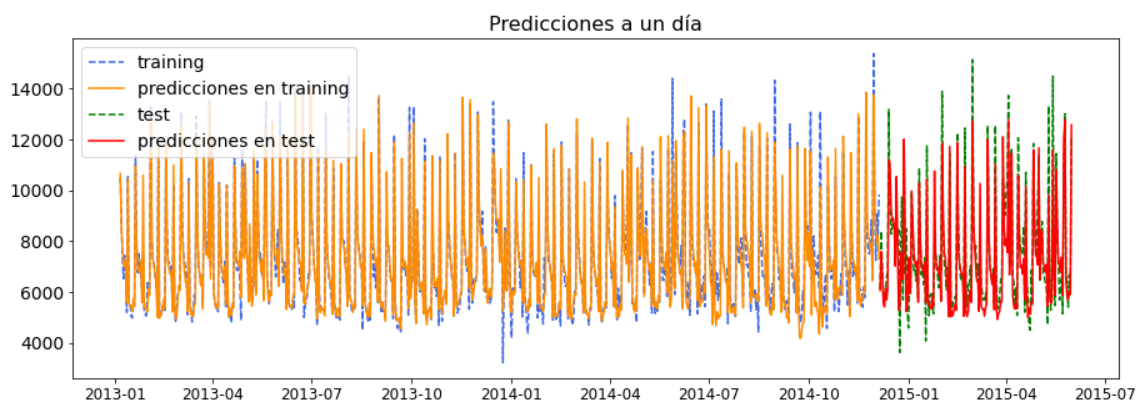 Predicciones a un día
training
predicciones en training
test
predicciones en test
14000
12000
10000
8000
6000
4000
2013-01 2013-04 2013-07 2013-10 2014-01 2014-04 2014-07 2014-10 2015-01 2015-04 2015-07